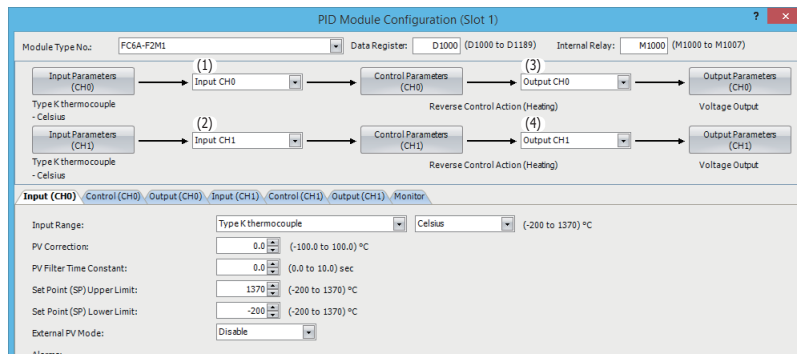 PID Module Configuration (Slot 1)
? ×
Module Type No.: FC6A-F2M1 Data Register: D1000 (D1000 to D1189) Internal Relay: M1000 (M1000 to M1007)
(1) (3)
Input Parameters (CH0) Input CH0 Control Parameters (CH0) Output CH0 Output Parameters (CH0)
Type K thermocouple Reverse Control Action (Heating) Voltage Output
- Celsius
(2) (4)
Input Parameters (CH1) Input CH1 Control Parameters (CH1) Output CH1 Output Parameters (CH1)
Type K thermocouple Reverse Control Action (Heating) Voltage Output
- Celsius
Input (CH0) Control (CH0) Output (CH0) Input (CH1) Control (CH1) Output (CH1) Monitor
Input Range: Type K thermocouple Celsius (-200 to 1370) °C
PV Correction: 0.0 (-100.0 to 100.0) °C
PV Filter Time Constant: 0.0 (0.0 to 10.0) sec
Set Point (SP) Upper Limit: 1370 (-200 to 1370) °C
Set Point (SP) Lower Limit: -200 (-200 to 1370) °C
External PV Mode: Disable